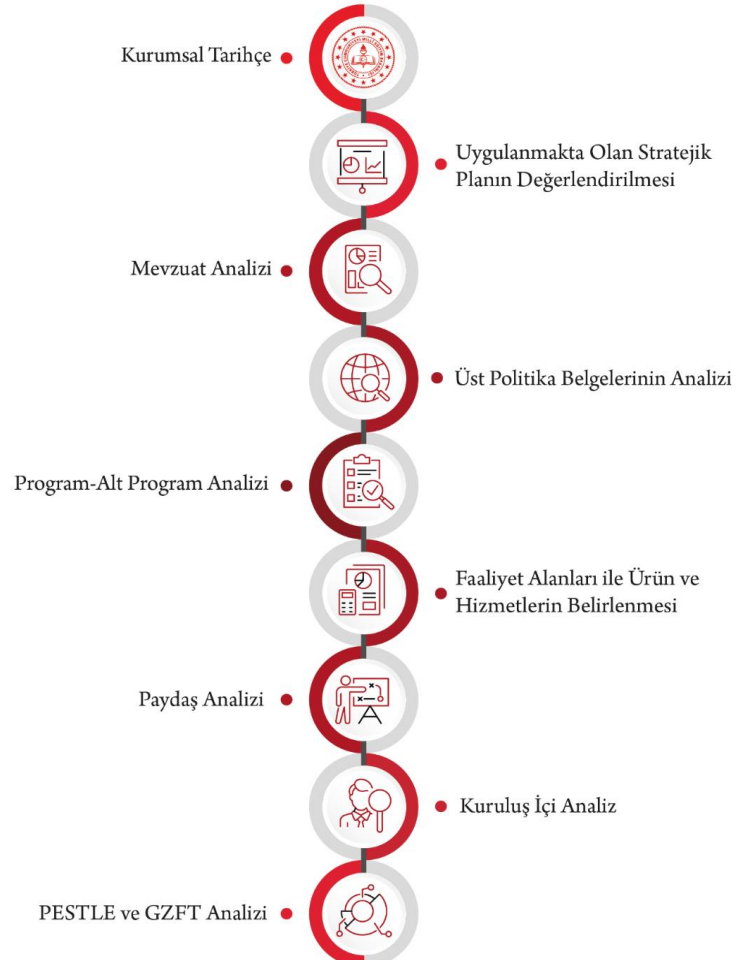 Kurumsal Tarihçe
Uygulanmakta Olan Stratejik
Planın Değerlendirilmesi
Mevzuat Analizi
Üst Politika Belgelerinin Analizi
Program-Alt Program Analizi
Faaliyet Alanları ile Ürün ve
Hizmetlerin Belirlenmesi
Paydaş Analizi
Kuruluş İçi Analiz
PESTLE ve GZFT Analizi